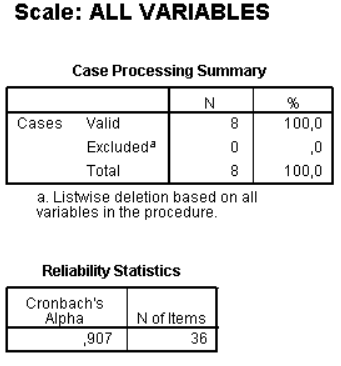 Scale: ALL VARIABLES
Case Processing Summary
N %
Cases Valid 8 100,0
Excludedª 0 ,0
Total 8 100,0
a. Listwise deletion based on all
variables in the procedure.
Reliability Statistics
Cronbach's
Alpha N of Items
,907 36